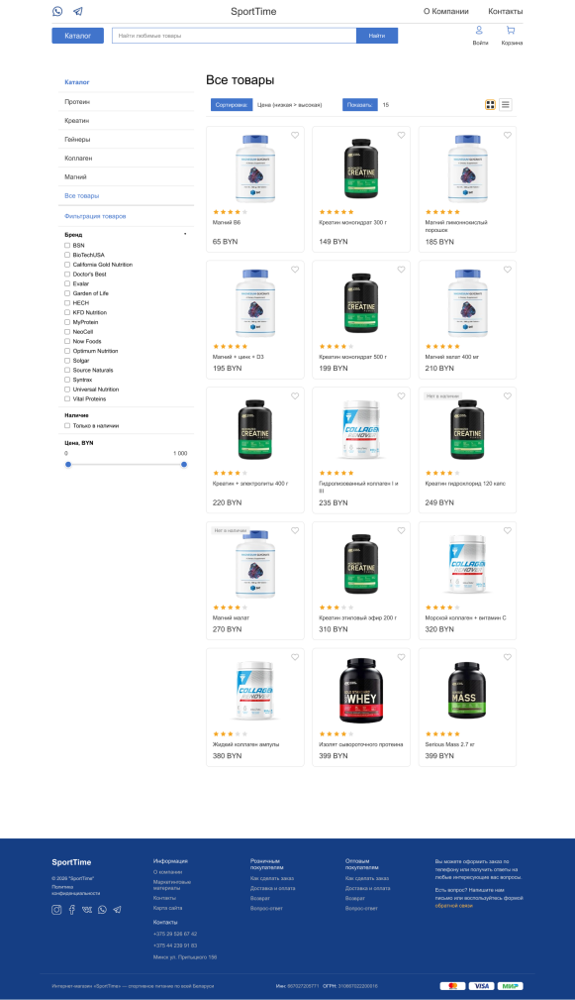 SportTime
О Компании
Контакты
Каталог
Найти любимые товары
Найти
Войти
Корзина
Каталог
Протеин
Креатин
Гейнеры
Коллаген
Магний
Все товары
Фильтрация товаров
Бренд
BSN
BioTechUSA
California Gold Nutrition
Doctor's Best
Evalar
Garden of Life
HECH
KFD Nutrition
MyProtein
NeoCell
Now Foods
Optimum Nutrition
Solgar
Source Naturals
Syntrax
Universal Nutrition
Vital Proteins
Наличие
Только в наличии
Цена, BYN
0
1 000
Все товары
Сортировка:
Цена (низкая > высокая)
Показать:
15
Магний B6
65 BYN
CREATINE
Креатин моногидрат 300 г
149 BYN
Магний лимоннокислый
порошок
185 BYN
Магний + цинк + D3
195 BYN
CREATINE
Креатин моногидрат 500 г
199 BYN
Магний хелат 400 мг
210 BYN
CREATINE
Креатин + электролиты 400 г
220 BYN
COLLAGEN
RENOVER
Гидролизованный коллаген I и
III
235 BYN
Нет в наличии
CREATINE
Креатин гидрохлорид 120 капс
249 BYN
Нет в наличии
Магний малат
270 BYN
CREATINE
Креатин этиловый эфир 200 г
310 BYN
COLLAGEN
RENOVER
Морской коллаген + витамин C
320 BYN
COLLAGEN
RENOVER
Жидкий коллаген ампулы
380 BYN
WHEY
Изолят сывороточного протеина
399 BYN
MASS
Serious Mass 2.7 кг
399 BYN
SportTime
© 2026 "SportTime"
Политика
конфиденциальности
Информация
О компании
Маркетинговые
материалы
Контакты
Карта сайта
Контакты
+375 29 526 67 42
+375 44 239 91 83
Минск ул. Притыцкого 156
Розничным
покупателям
Как сделать заказ
Доставка и оплата
Возврат
Вопрос-ответ
Оптовым
покупателям
Как сделать заказ
Доставка и оплата
Возврат
Вопрос-ответ
Вы можете оформить заказ по
телефону или получить ответы на
любые интересующие вас вопросы.
Есть вопрос? Напишите нам
письмо или воспользуйтесь формой
обратной связи
Интернет-магазин «SportTime» — спортивное питание по всей Беларуси
VISA
МИР